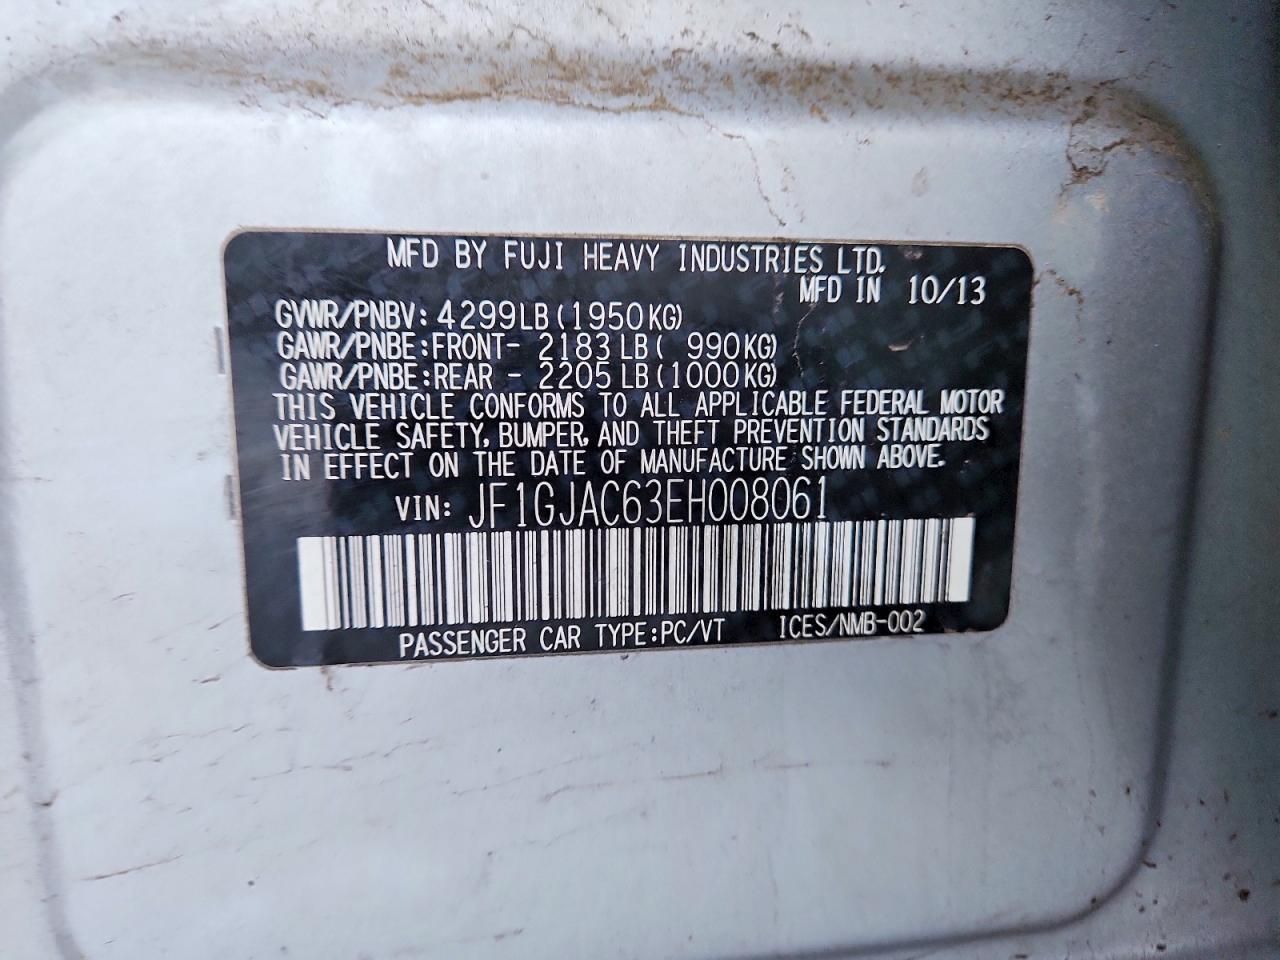 MFD BY FUJI HEAVY INDUSTRIES LTD.
MFD IN 10/13
GVWR/PNBV: 4299LB (1950KG)
GAWR/PNBE: FRONT- 2183 LB ( 990KG)
GAWR/PNBE: REAR - 2205 LB (1000KG)
THIS VEHICLE CONFORMS TO ALL APPLICABLE FEDERAL MOTOR
VEHICLE SAFETY, BUMPER, AND THEFT PREVENTION STANDARDS
IN EFFECT ON THE DATE OF MANUFACTURE SHOWN ABOVE.
VIN: JF1GJAC63EH008061
PASSENGER CAR TYPE: PC/VT ICES/NMB-002